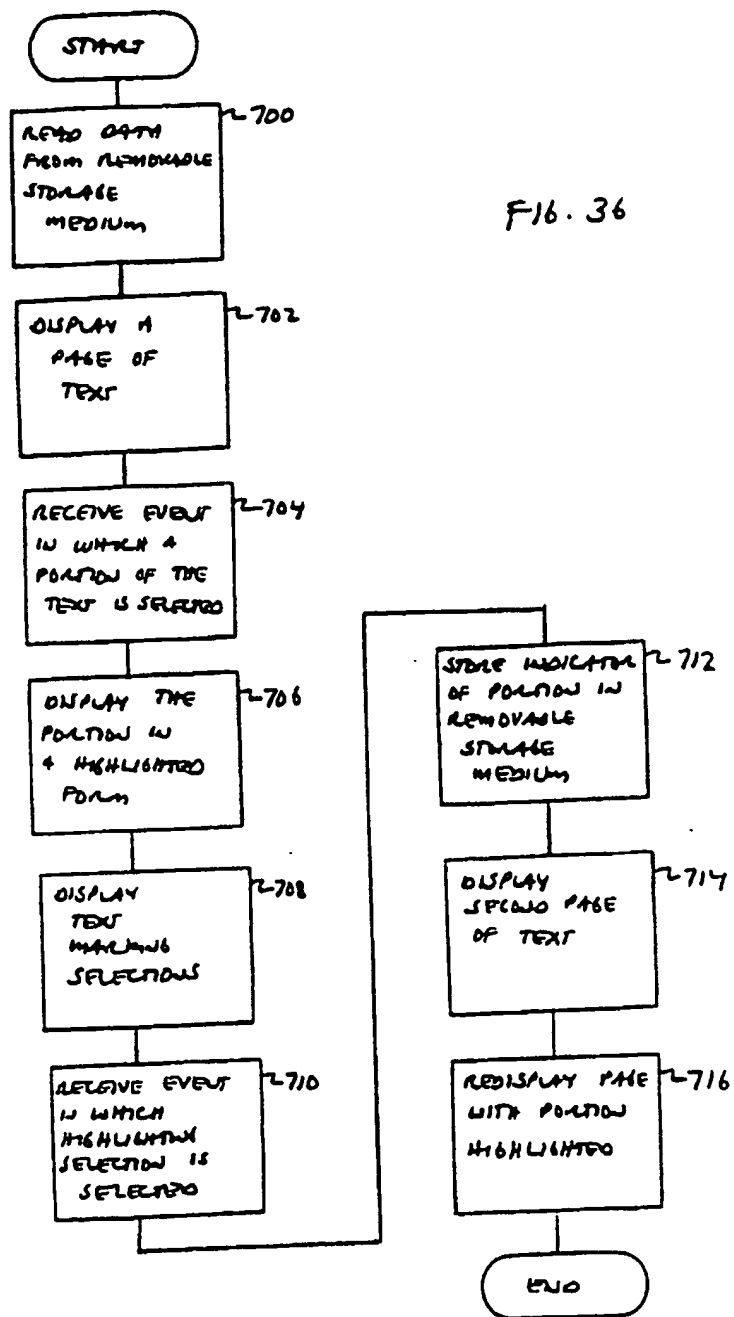 START
700
READ DATA
FROM REMOVABLE
STORAGE
MEDIUM
FIG. 36
702
DISPLAY A
PAGE OF
TEXT
704
RECEIVE EVENT
IN WHICH A
PORTION OF THE
TEXT IS SELECTED
706
DISPLAY THE
PORTION IN
A HIGHLIGHTED
FORM
708
DISPLAY
TEXT
MARKING
SELECTIONS
710
RECEIVE EVENT
IN WHICH
HIGHLIGHTING
SELECTION IS
SELECTED
712
STORE INDICATOR
OF PORTION IN
REMOVABLE
STORAGE
MEDIUM
714
DISPLAY
SECOND PAGE
OF TEXT
716
REDISPLAY PAGE
WITH PORTION
HIGHLIGHTED
END